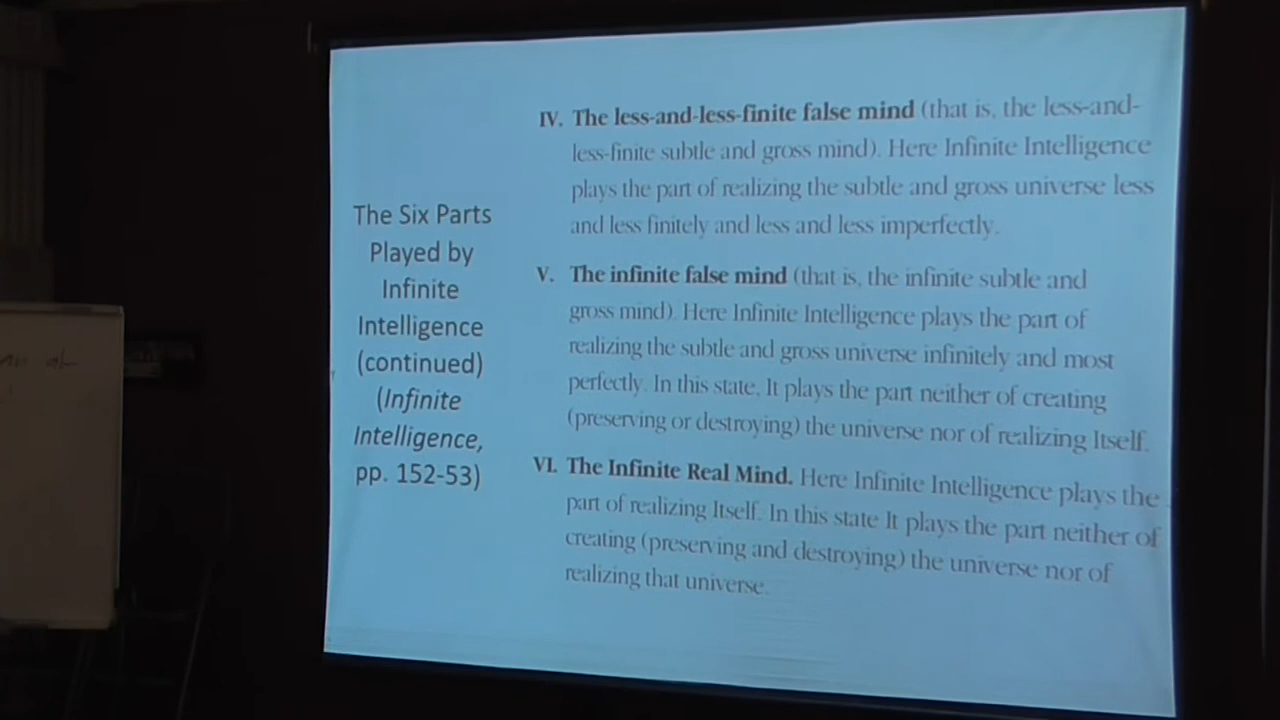 The Six Parts
Played by
Infinite
Intelligence
(continued)
(Infinite
Intelligence,
pp. 152-53)
IV. The less-and-less-finite false mind (that is, the less-and-
less-finite subtle and gross mind). Here Infinite Intelligence
plays the part of realizing the subtle and gross universe less
and less finitely and less and less imperfectly.
V. The infinite false mind (that is, the infinite subtle and
gross mind). Here Infinite Intelligence plays the part of
realizing the subtle and gross universe infinitely and most
perfectly. In this state, It plays the part neither of creating
(preserving or destroying) the universe nor of realizing Itself.
VI. The Infinite Real Mind. Here Infinite Intelligence plays the
part of realizing Itself. In this state It plays the part neither of
creating (preserving and destroying) the universe nor of
realizing that universe.